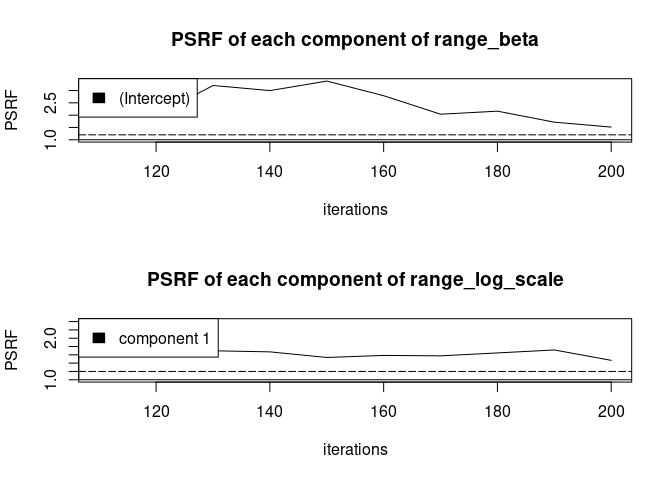 PSRF of each component of range_beta
PSRF
2.5
1.0
(Intercept)
120 140 160 180 200
iterations
PSRF of each component of range_log_scale
PSRF
2.0
1.0
component 1
120 140 160 180 200
iterations